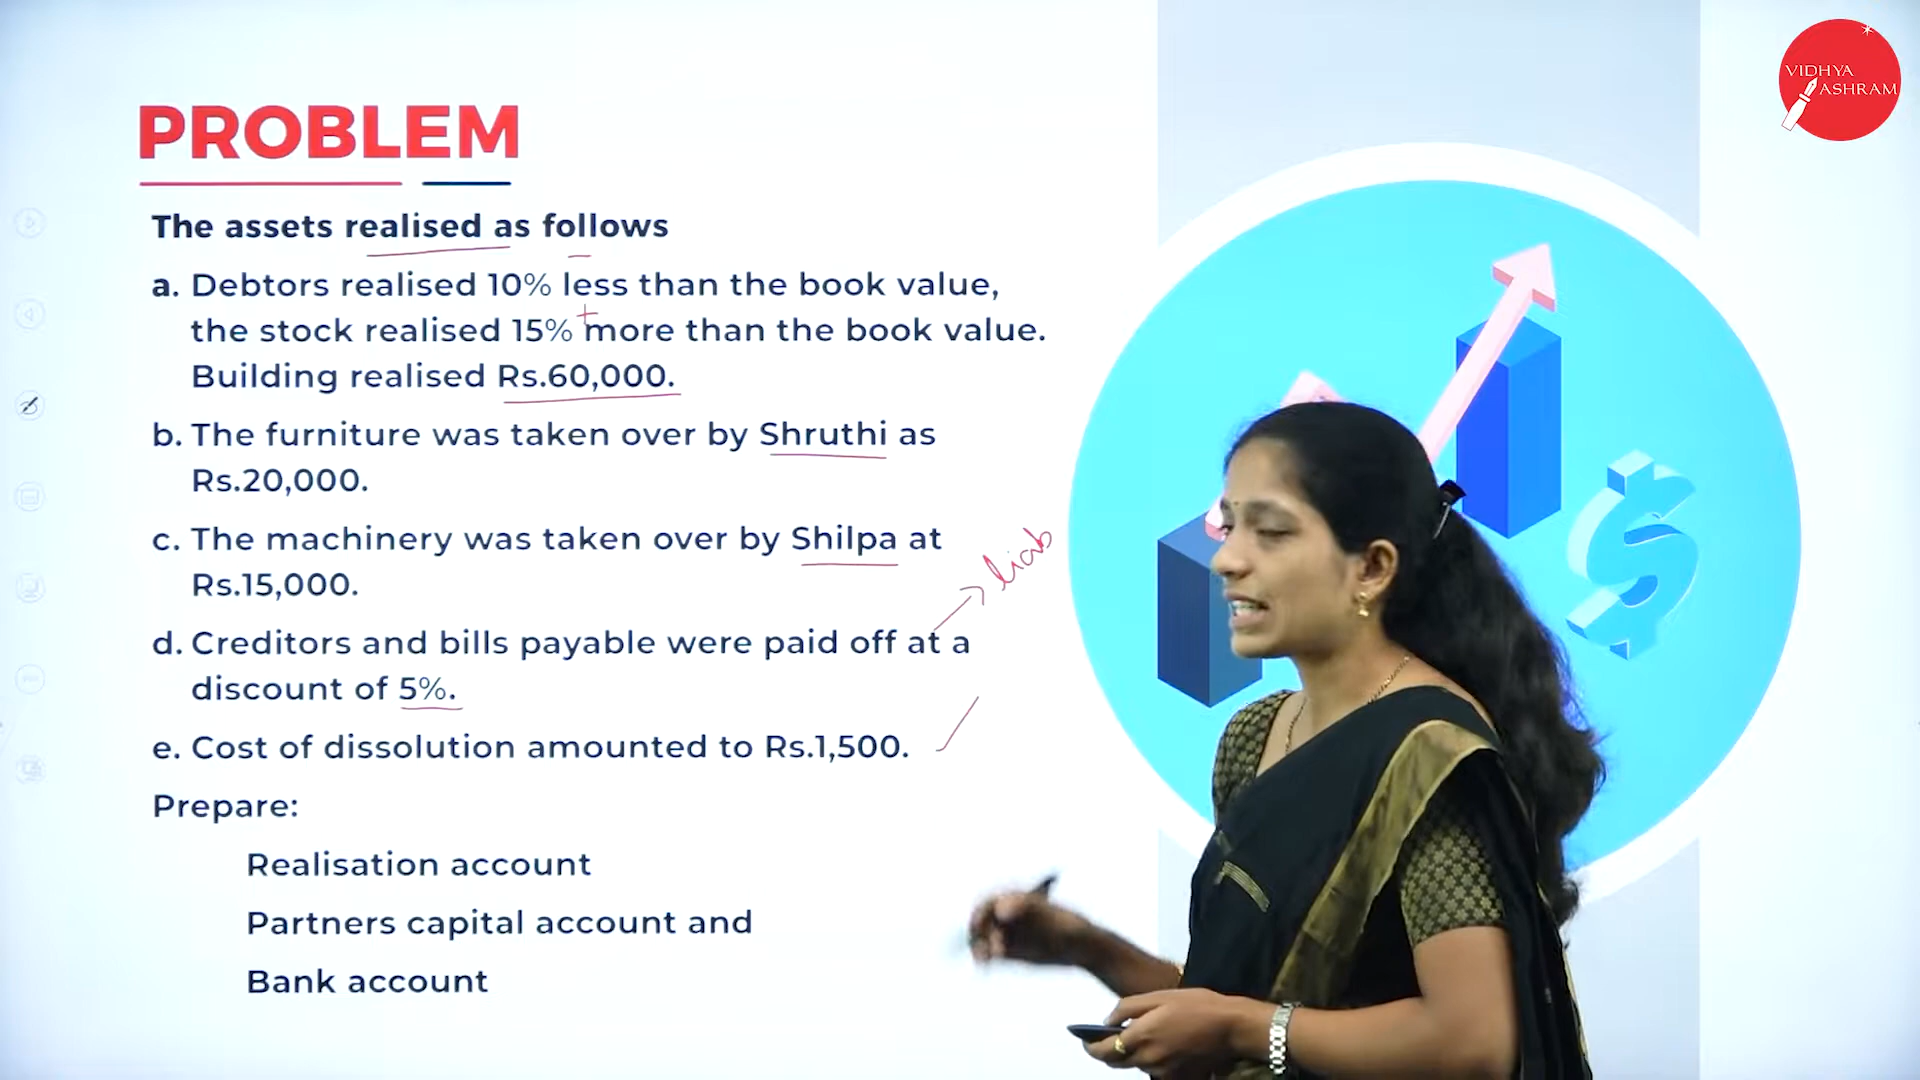 VIDHYA
ASHRAM
PROBLEM
The assets realised as follows
a. Debtors realised 10% less than the book value,
the stock realised 15% more than the book value.
Building realised Rs.60,000.
b. The furniture was taken over by Shruthi as
Rs.20,000.
c. The machinery was taken over by Shilpa at
Rs.15,000.
liab
d. Creditors and bills payable were paid off at a
discount of 5%.
e. Cost of dissolution amounted to Rs.1,500.
Prepare:
Realisation account
Partners capital account and
Bank account